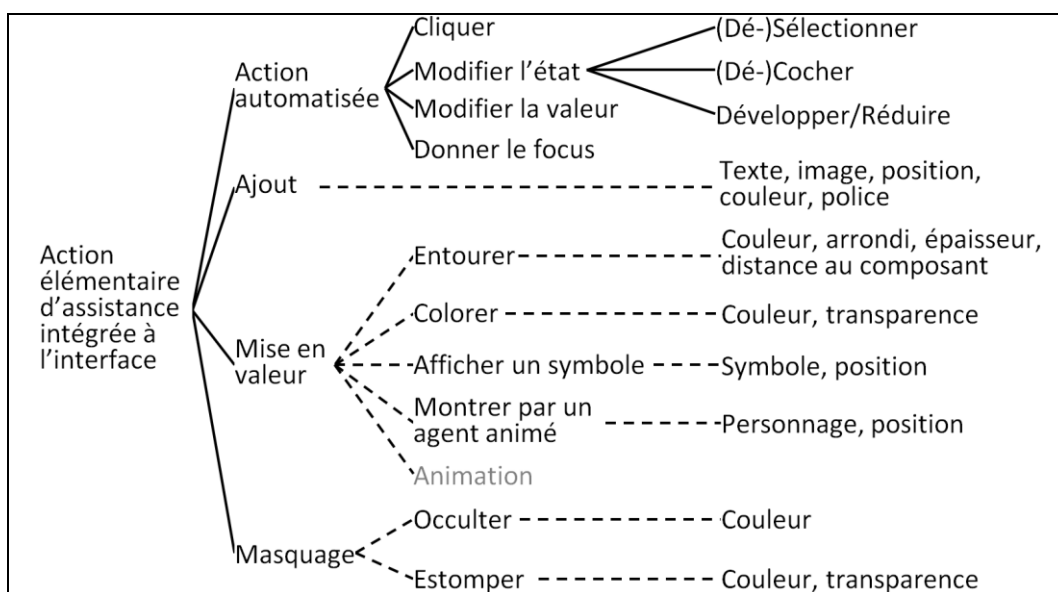 Action
élémentaire
d’assistance
intégrée à
l’interface
Action
automatisée
Cliquer
Modifier l’état
(Dé-)Sélectionner
(Dé-)Cocher
Développer/Réduire
Modifier la valeur
Donner le focus
Ajout
Texte, image, position,
couleur, police
Mise en
valeur
Entourer
Couleur, arrondi, épaisseur,
distance au composant
Colorer
Couleur, transparence
Afficher un symbole
Symbole, position
Montrer par un
agent animé
Personnage, position
Animation
Masquage
Occulter
Couleur
Estomper
Couleur, transparence